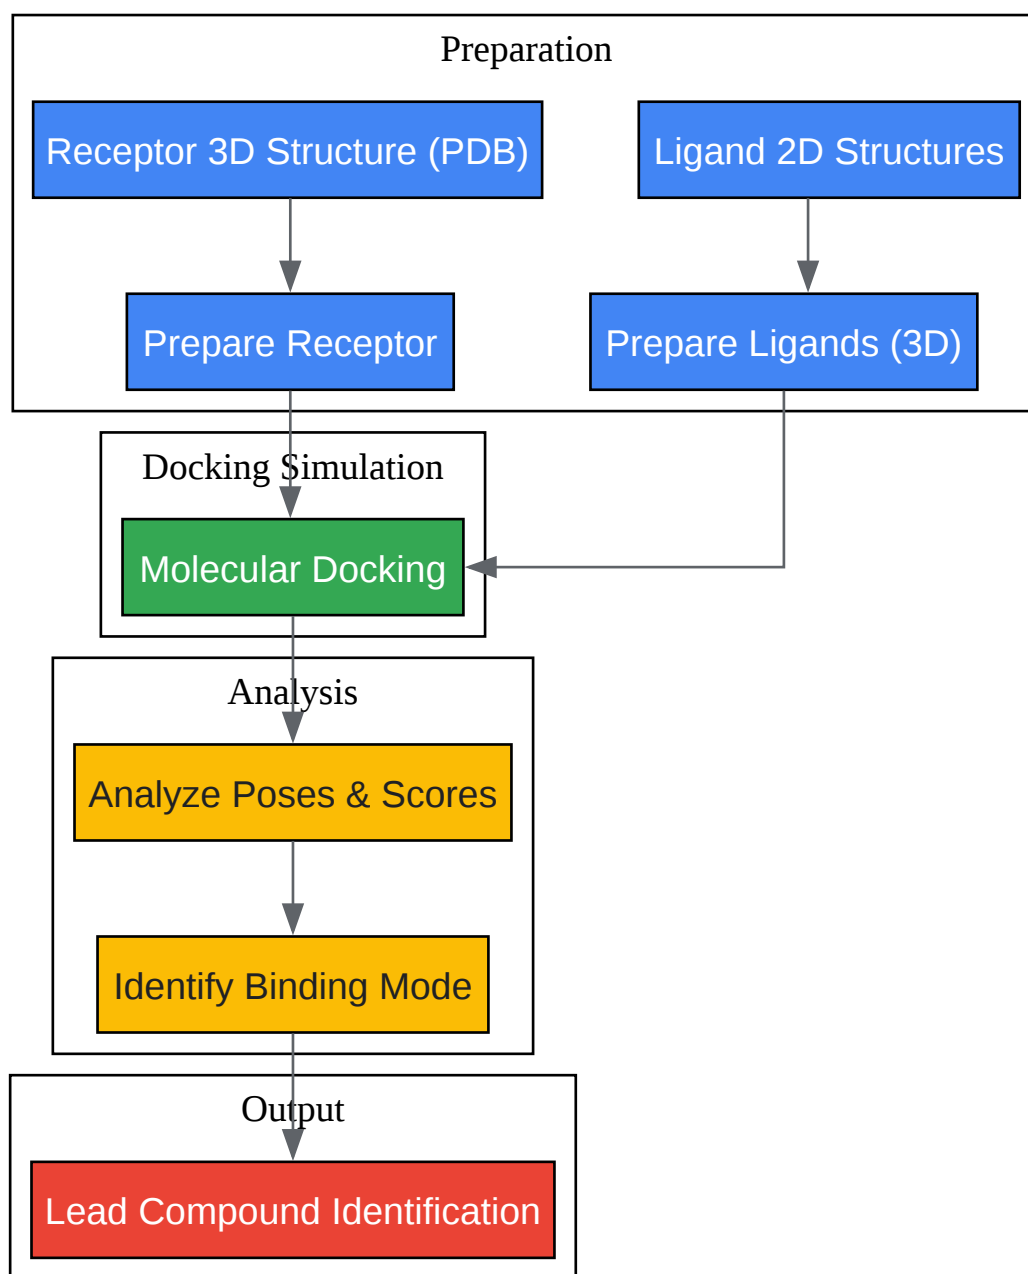 Preparation
Receptor 3D Structure (PDB)
Ligand 2D Structures
Prepare Receptor
Prepare Ligands (3D)
Docking Simulation
Molecular Docking
Analysis
Analyze Poses & Scores
Identify Binding Mode
Output
Lead Compound Identification